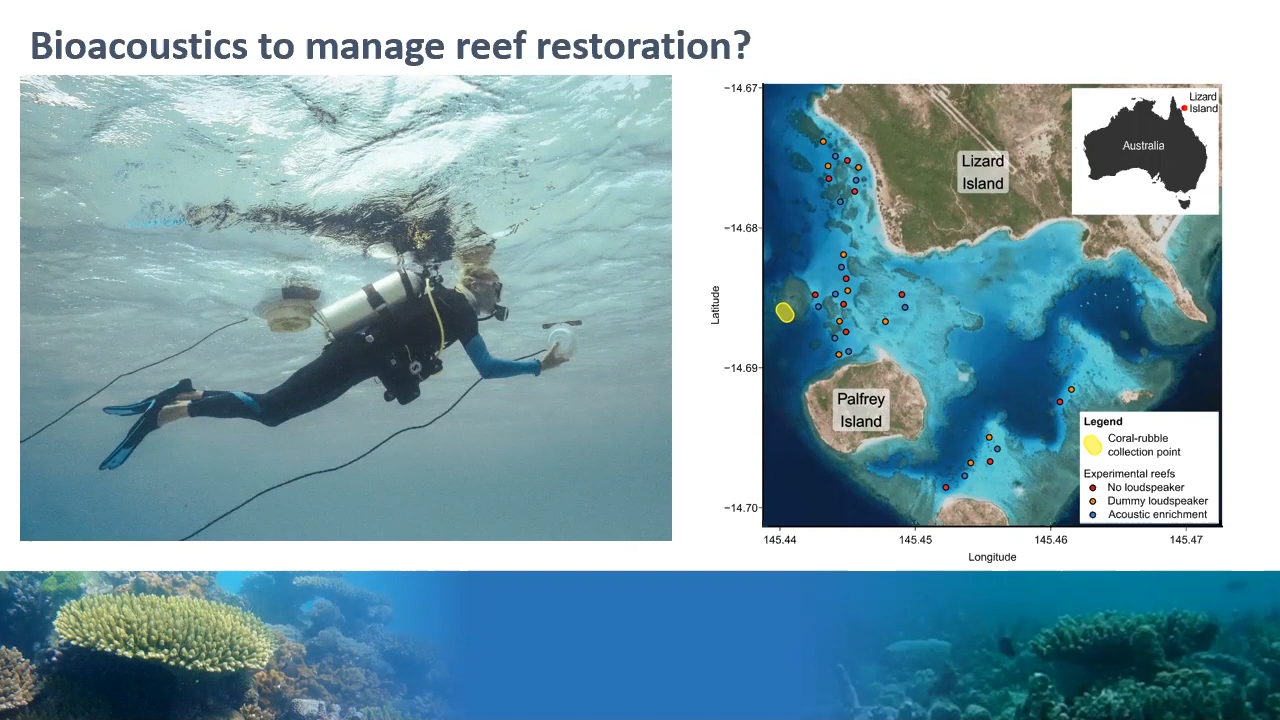 Bioacoustics to manage reef restoration?
−14.67
−14.68
−14.69
−14.70
Latitude
145.44
145.45
145.46
145.47
Longitude
Lizard
Island
Palfrey
Island
Lizard
Island
Australia
Legend
Coral-rubble
collection point
Experimental reefs
No loudspeaker
Dummy loudspeaker
Acoustic enrichment